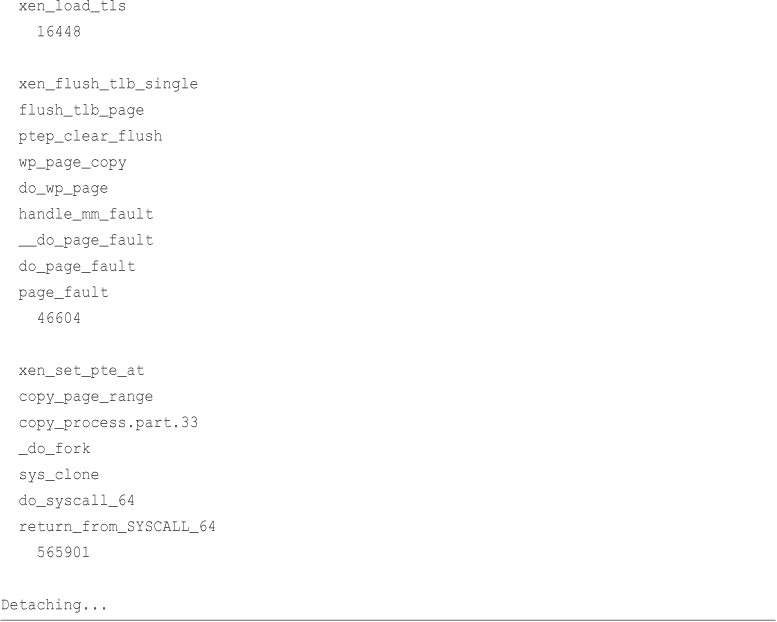 xen_load_tls
16448
xen_flush_tlb_single
flush_tlb_page
ptep_clear_flush
wp_page_copy
do_wp_page
handle_mm_fault
__do_page_fault
do_page_fault
page_fault
46604
xen_set_pte_at
copy_page_range
copy_process.part.33
_do_fork
sys_clone
do_syscall_64
return_from_SYSCALL_64
565901
Detaching...